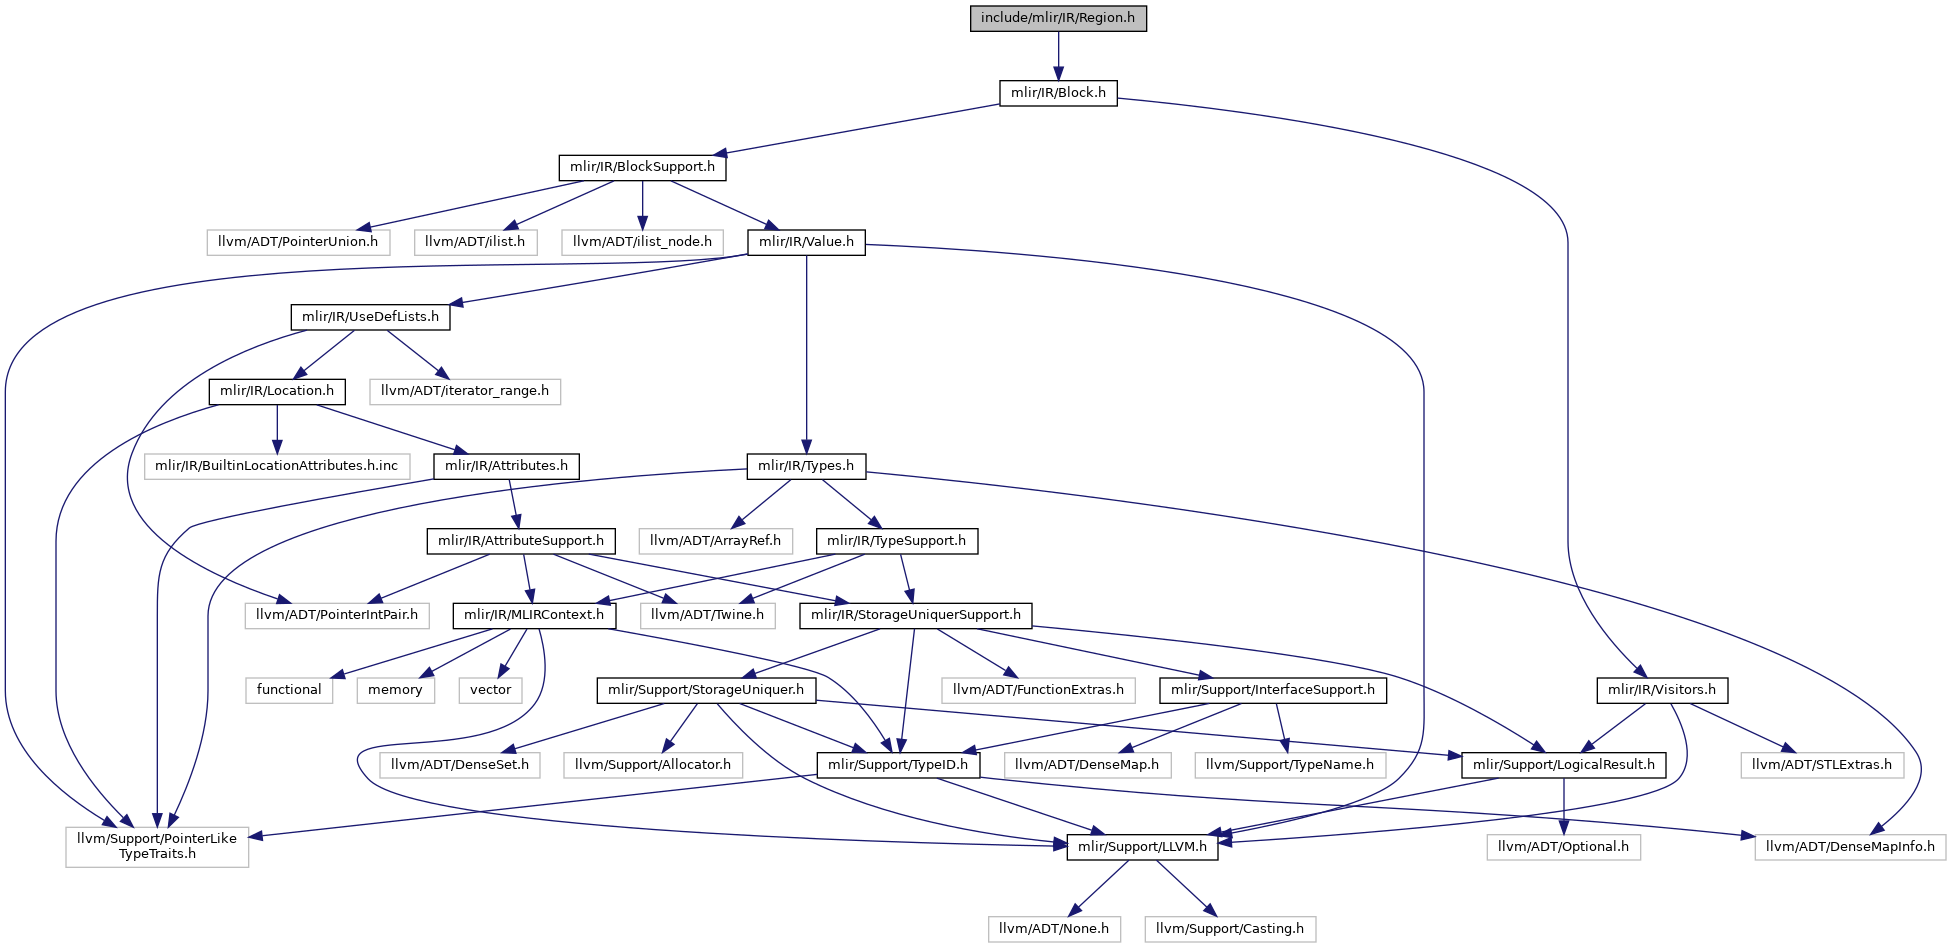 include/mlir/IR/Region.h
mlir/IR/Block.h
mlir/IR/BlockSupport.h
llvm/ADT/PointerUnion.h
llvm/ADT/ilist.h
llvm/ADT/ilist_node.h
mlir/IR/Value.h
mlir/IR/UseDefLists.h
mlir/IR/Location.h
llvm/ADT/iterator_range.h
mlir/IR/BuiltinLocationAttributes.h.inc
mlir/IR/Attributes.h
mlir/IR/Types.h
mlir/IR/AttributeSupport.h
llvm/ADT/ArrayRef.h
mlir/IR/TypeSupport.h
llvm/ADT/PointerIntPair.h
mlir/IR/MLIRContext.h
llvm/ADT/Twine.h
mlir/IR/StorageUniquerSupport.h
functional
memory
vector
mlir/Support/StorageUniquer.h
llvm/ADT/FunctionExtras.h
mlir/Support/InterfaceSupport.h
mlir/IR/Visitors.h
llvm/ADT/DenseSet.h
llvm/Support/Allocator.h
mlir/Support/TypeID.h
llvm/ADT/DenseMap.h
llvm/Support/TypeName.h
mlir/Support/LogicalResult.h
llvm/ADT/STLExtras.h
llvm/Support/PointerLike
TypeTraits.h
mlir/Support/LLVM.h
llvm/ADT/Optional.h
llvm/ADT/DenseMapInfo.h
llvm/ADT/None.h
llvm/Support/Casting.h